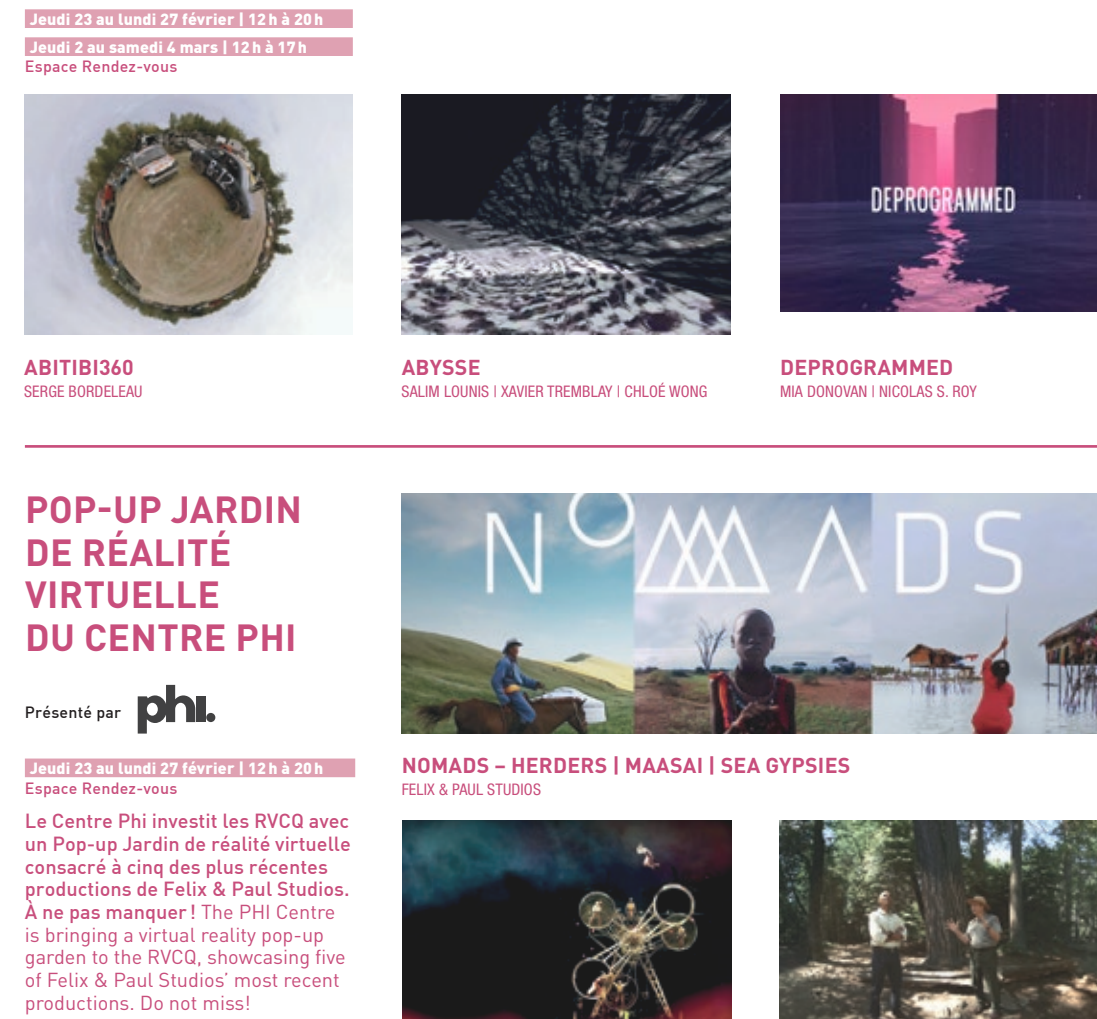 Jeudi 23 au lundi 27 février | 12 h à 20 h
Jeudi 2 au samedi 4 mars | 12 h à 17 h
Espace Rendez-vous
DEPROGRAMMED
ABITIBI360
SERGE BORDELEAU
ABYSSE
SALIM LOUNIS | XAVIER TREMBLAY | CHLOÉ WONG
DEPROGRAMMED
MIA DONOVAN | NICOLAS S. ROY
POP-UP JARDIN
DE RÉALITÉ
VIRTUELLE
DU CENTRE PHI
Présenté par phi.
Jeudi 23 au lundi 27 février | 12 h à 20 h
Espace Rendez-vous
Le Centre Phi investit les RVCQ avec
un Pop-up Jardin de réalité virtuelle
consacré à cinq des plus récentes
productions de Felix & Paul Studios.
À ne pas manquer ! The PHI Centre
is bringing a virtual reality pop-up
garden to the RVCQ, showcasing five
of Felix & Paul Studios’ most recent
productions. Do not miss!
NOMADS
NOMADS – HERDERS | MAASAI | SEA GYPSIES
FELIX & PAUL STUDIOS